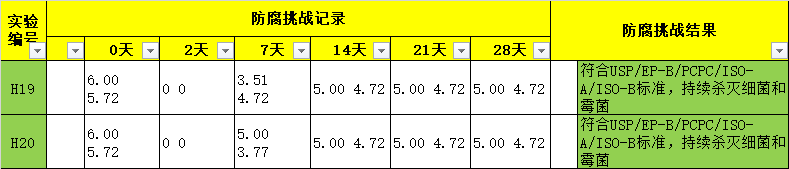 实验 防腐挑战记录 防腐挑战结果
编号 0天 2天 7天 14天 21天 28天
H19 6.00 0 0 3.51 5.00 4.72 5.00 4.72 5.00 4.72 符合USP/EP-B/PCPC/ISO-
5.72 4.72 A/ISO-B标准，持续杀灭细菌和
霉菌
H20 6.00 0 0 5.00 5.00 4.72 5.00 4.72 5.00 4.72 符合USP/EP-B/PCPC/ISO-
5.72 3.77 A/ISO-B标准，持续杀灭细菌和
霉菌